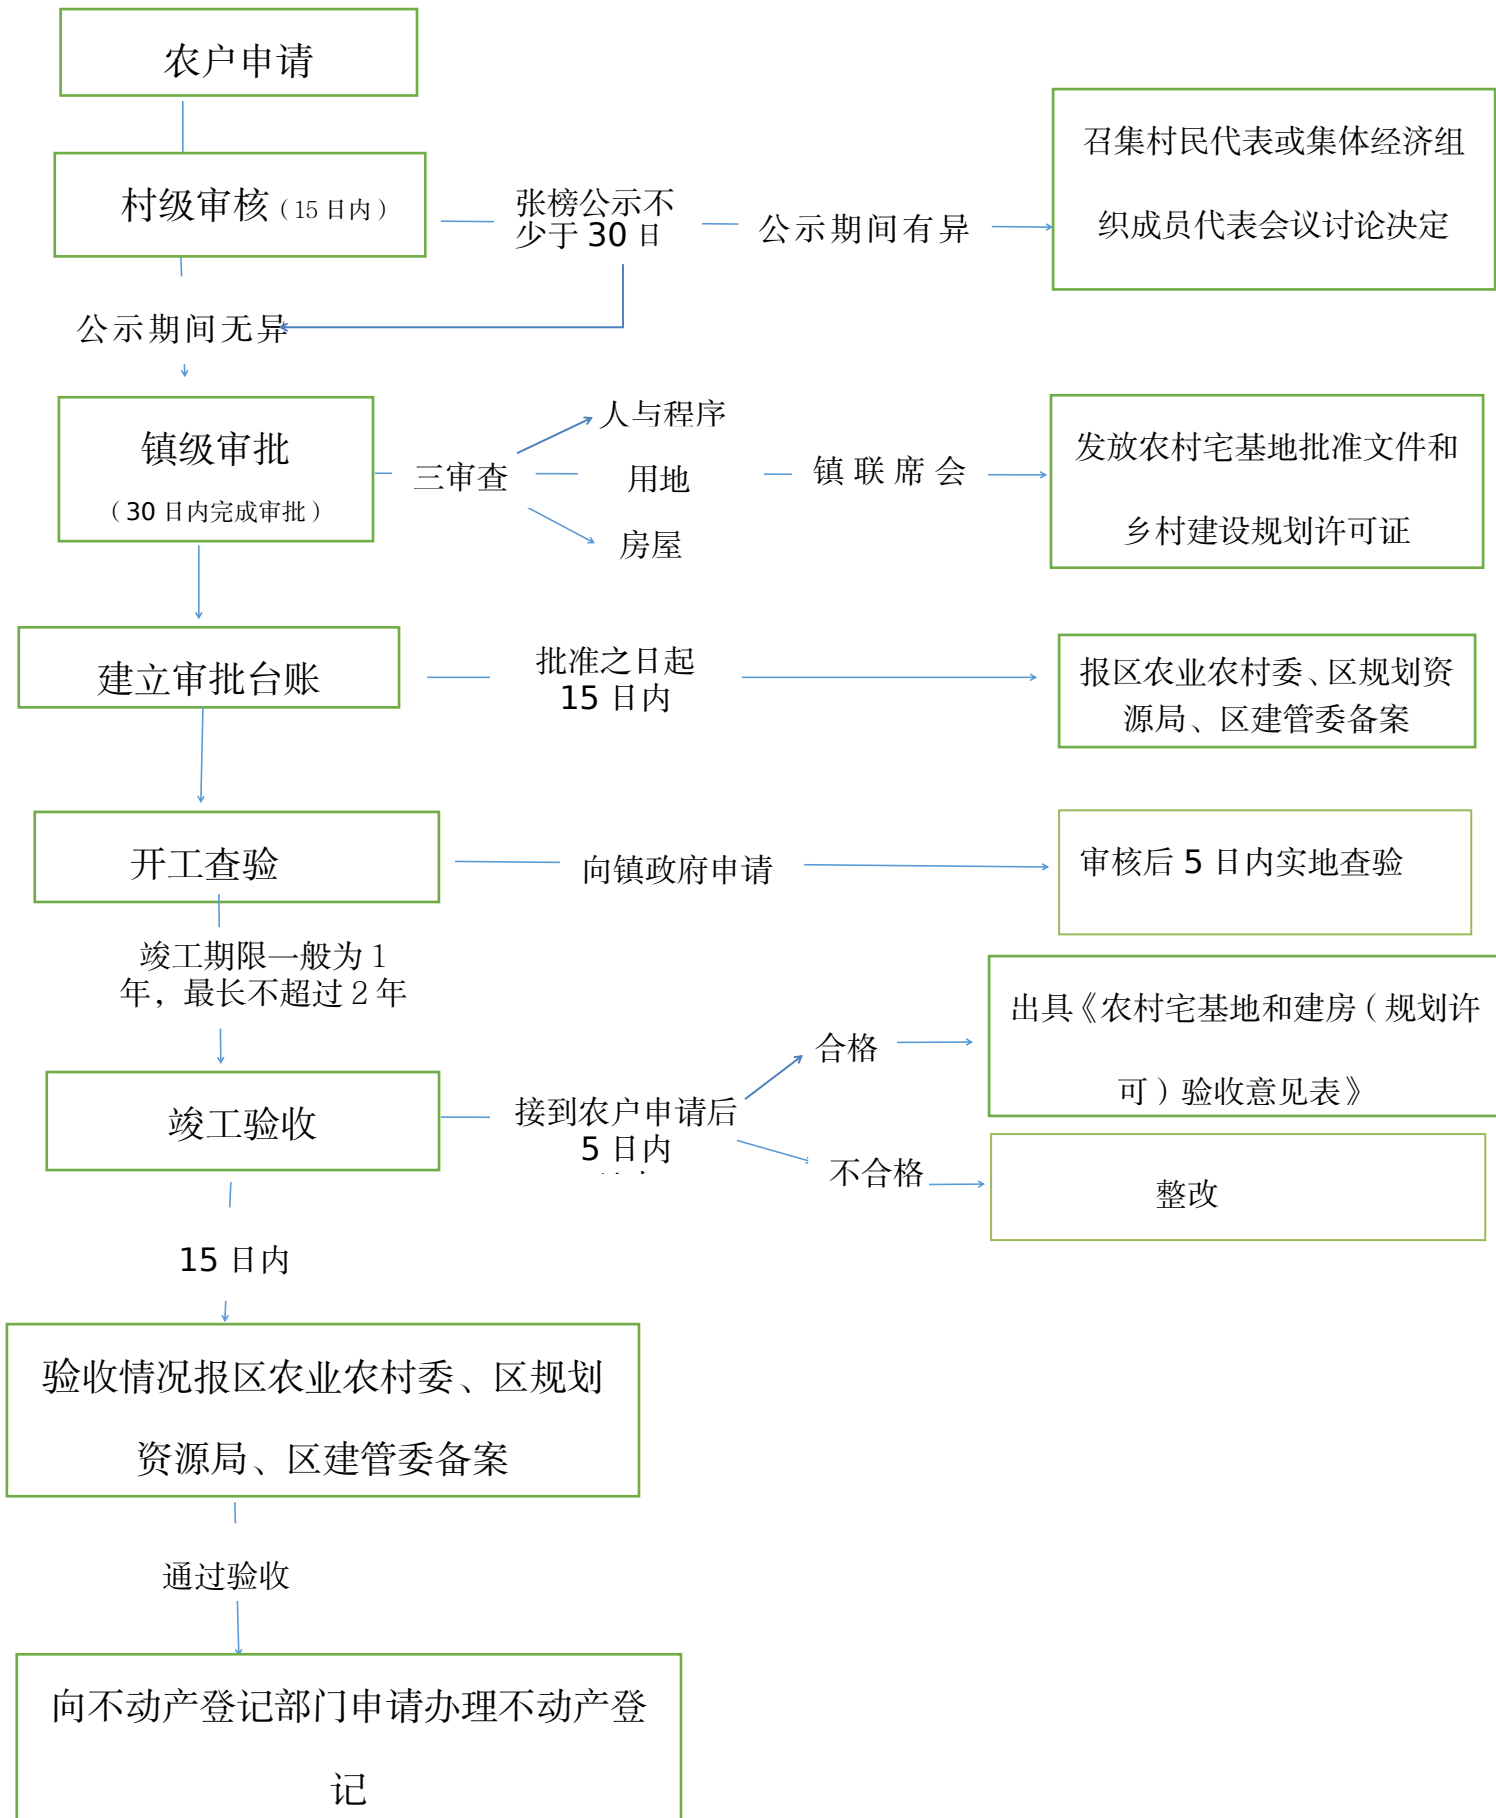 农户申请
村级审核（15日内）
张榜公示不
少于 30 日
公示期间有异
召集村民代表或集体经济组
织成员代表会议讨论决定
公示期间无异
镇级审批
（30 日内完成审批）
三审查
人与程序
用地
房屋
镇 联 席 会
发放农村宅基地批准文件和
乡村建设规划许可证
建立审批台账
批准之日起
15 日内
报区农业农村委、区规划资
源局、区建管委备案
开工查验
向镇政府申请
审核后 5 日内实地查验
竣工期限一般为 1
年，最长不超过 2 年
竣工验收
接到农户申请后
5 日内
合格
出具《农村宅基地和建房（规划许
可）验收意见表》
不合格
整改
15 日内
验收情况报区农业农村委、区规划
资源局、区建管委备案
通过验收
向不动产登记部门申请办理不动产登
记